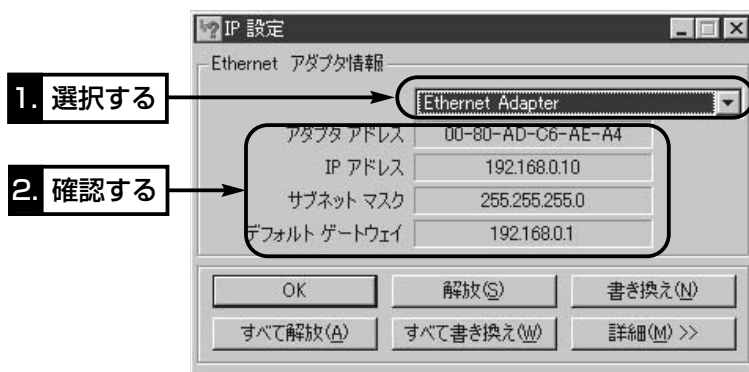 IP 設定
Ethernet アダプタ情報
1. 選択する
Ethernet Adapter
アダプタ アドレス 00-80-AD-C6-AE-A4
IP アドレス 192.168.0.10
2. 確認する
サブネット マスク 255.255.255.0
デフォルト ゲートウェイ 192.168.0.1
OK 解放(S) 書き換え(N)
すべて解放(A) すべて書き換え(W) 詳細(M) >>